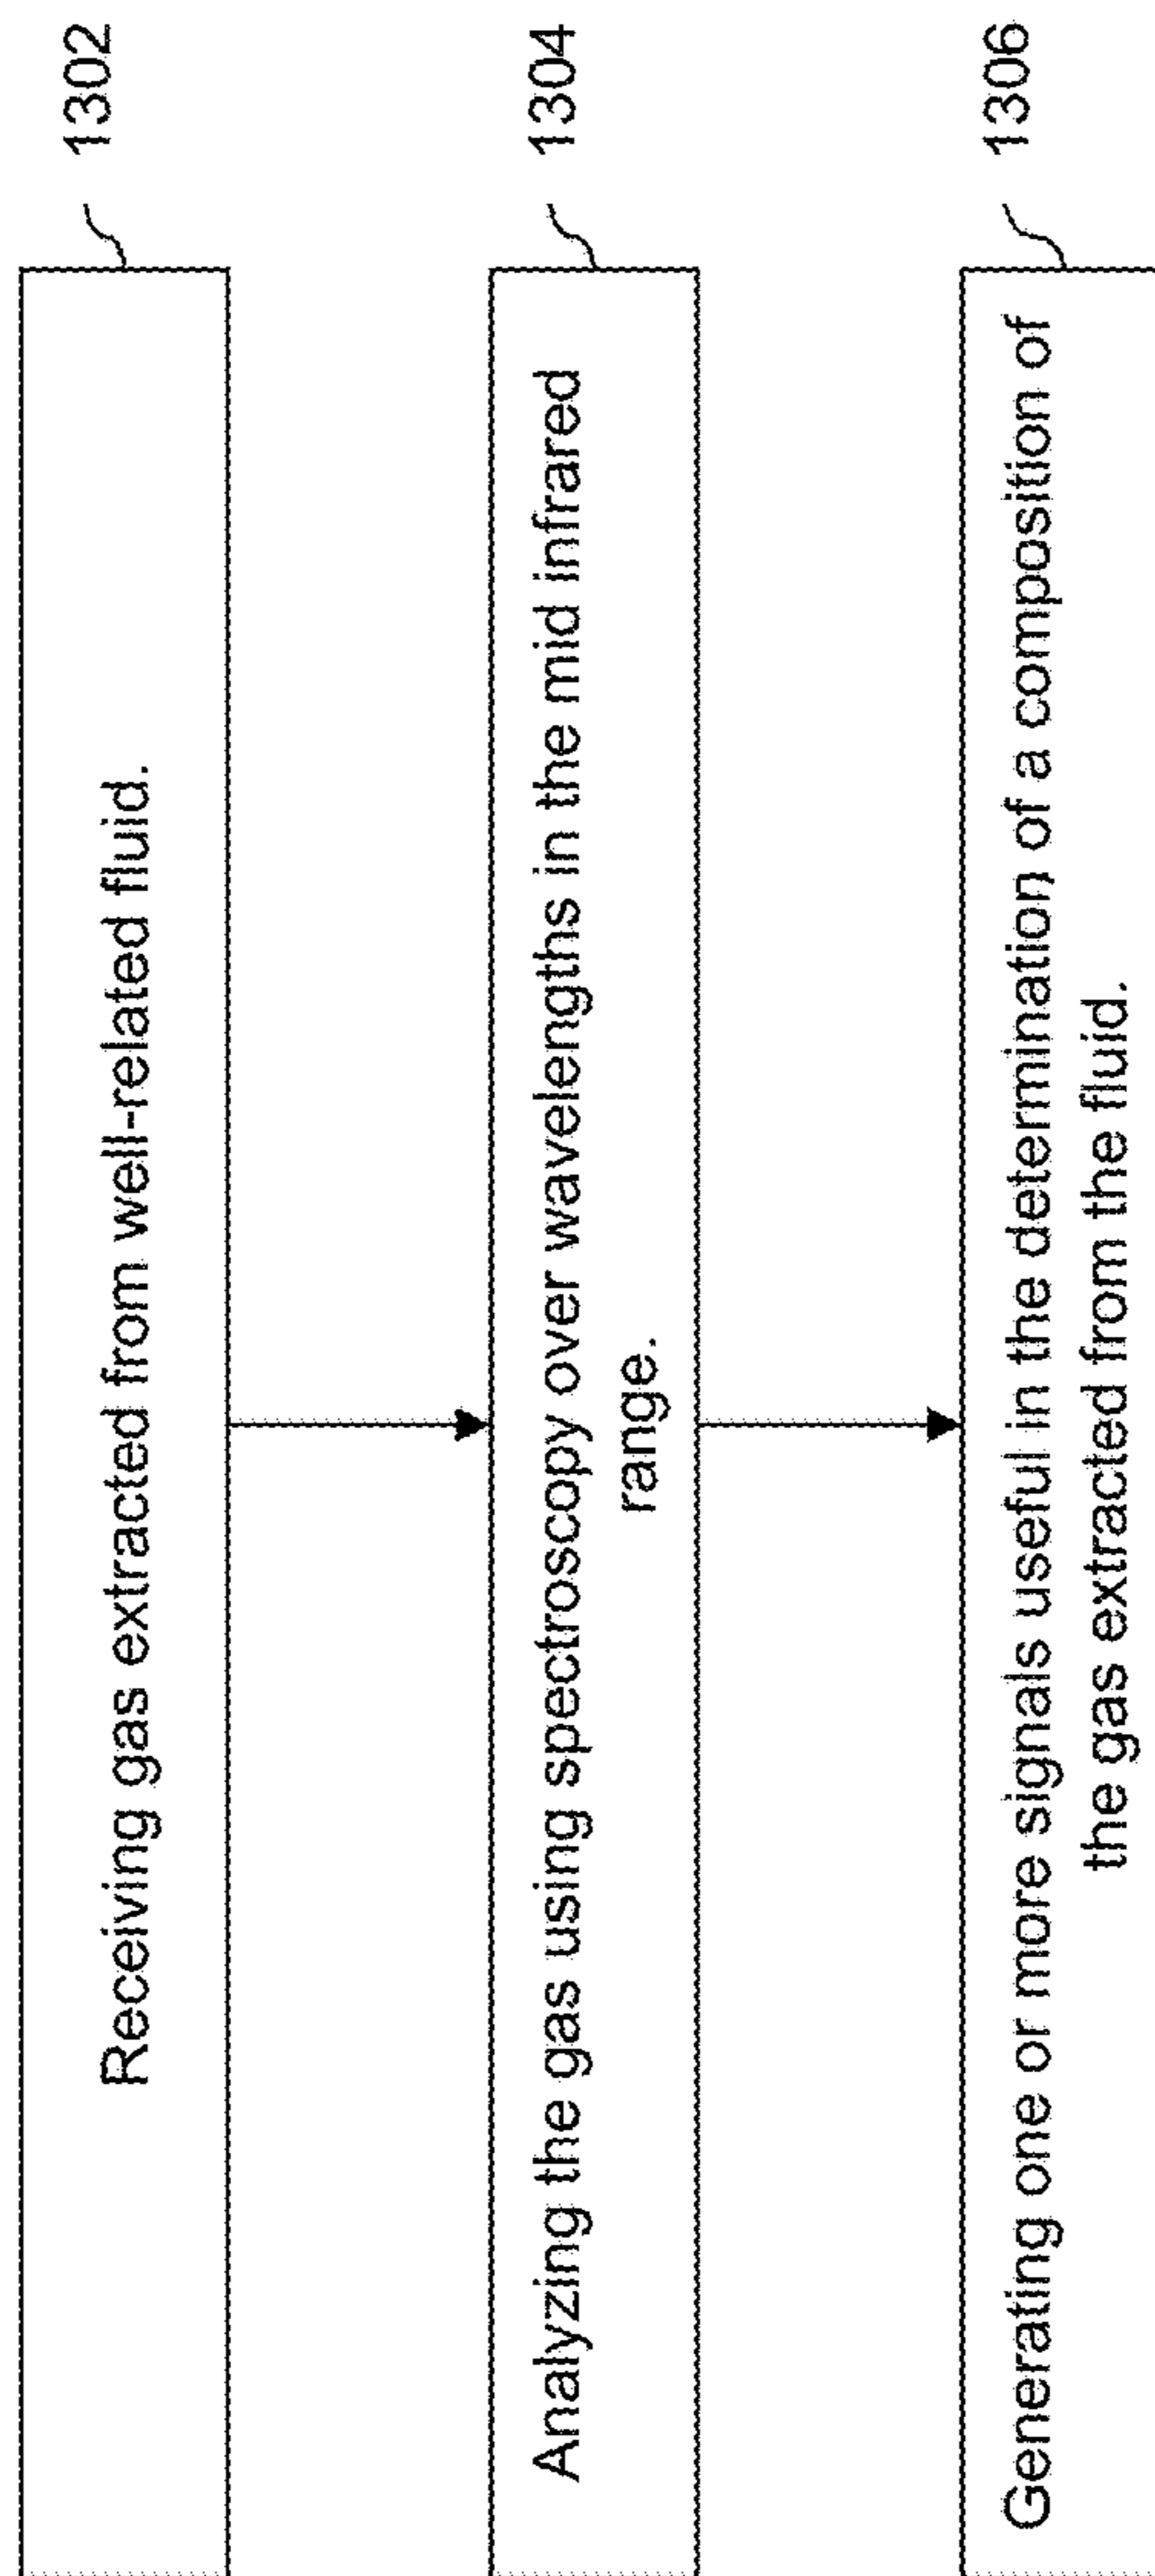 Receiving gas extracted from well-related fluid.
1302
Analyzing the gas using spectroscopy over wavelengths in the mid infrared
range.
1304
Generating one or more signals useful in the determination of a composition of
the gas extracted from the fluid.
1306